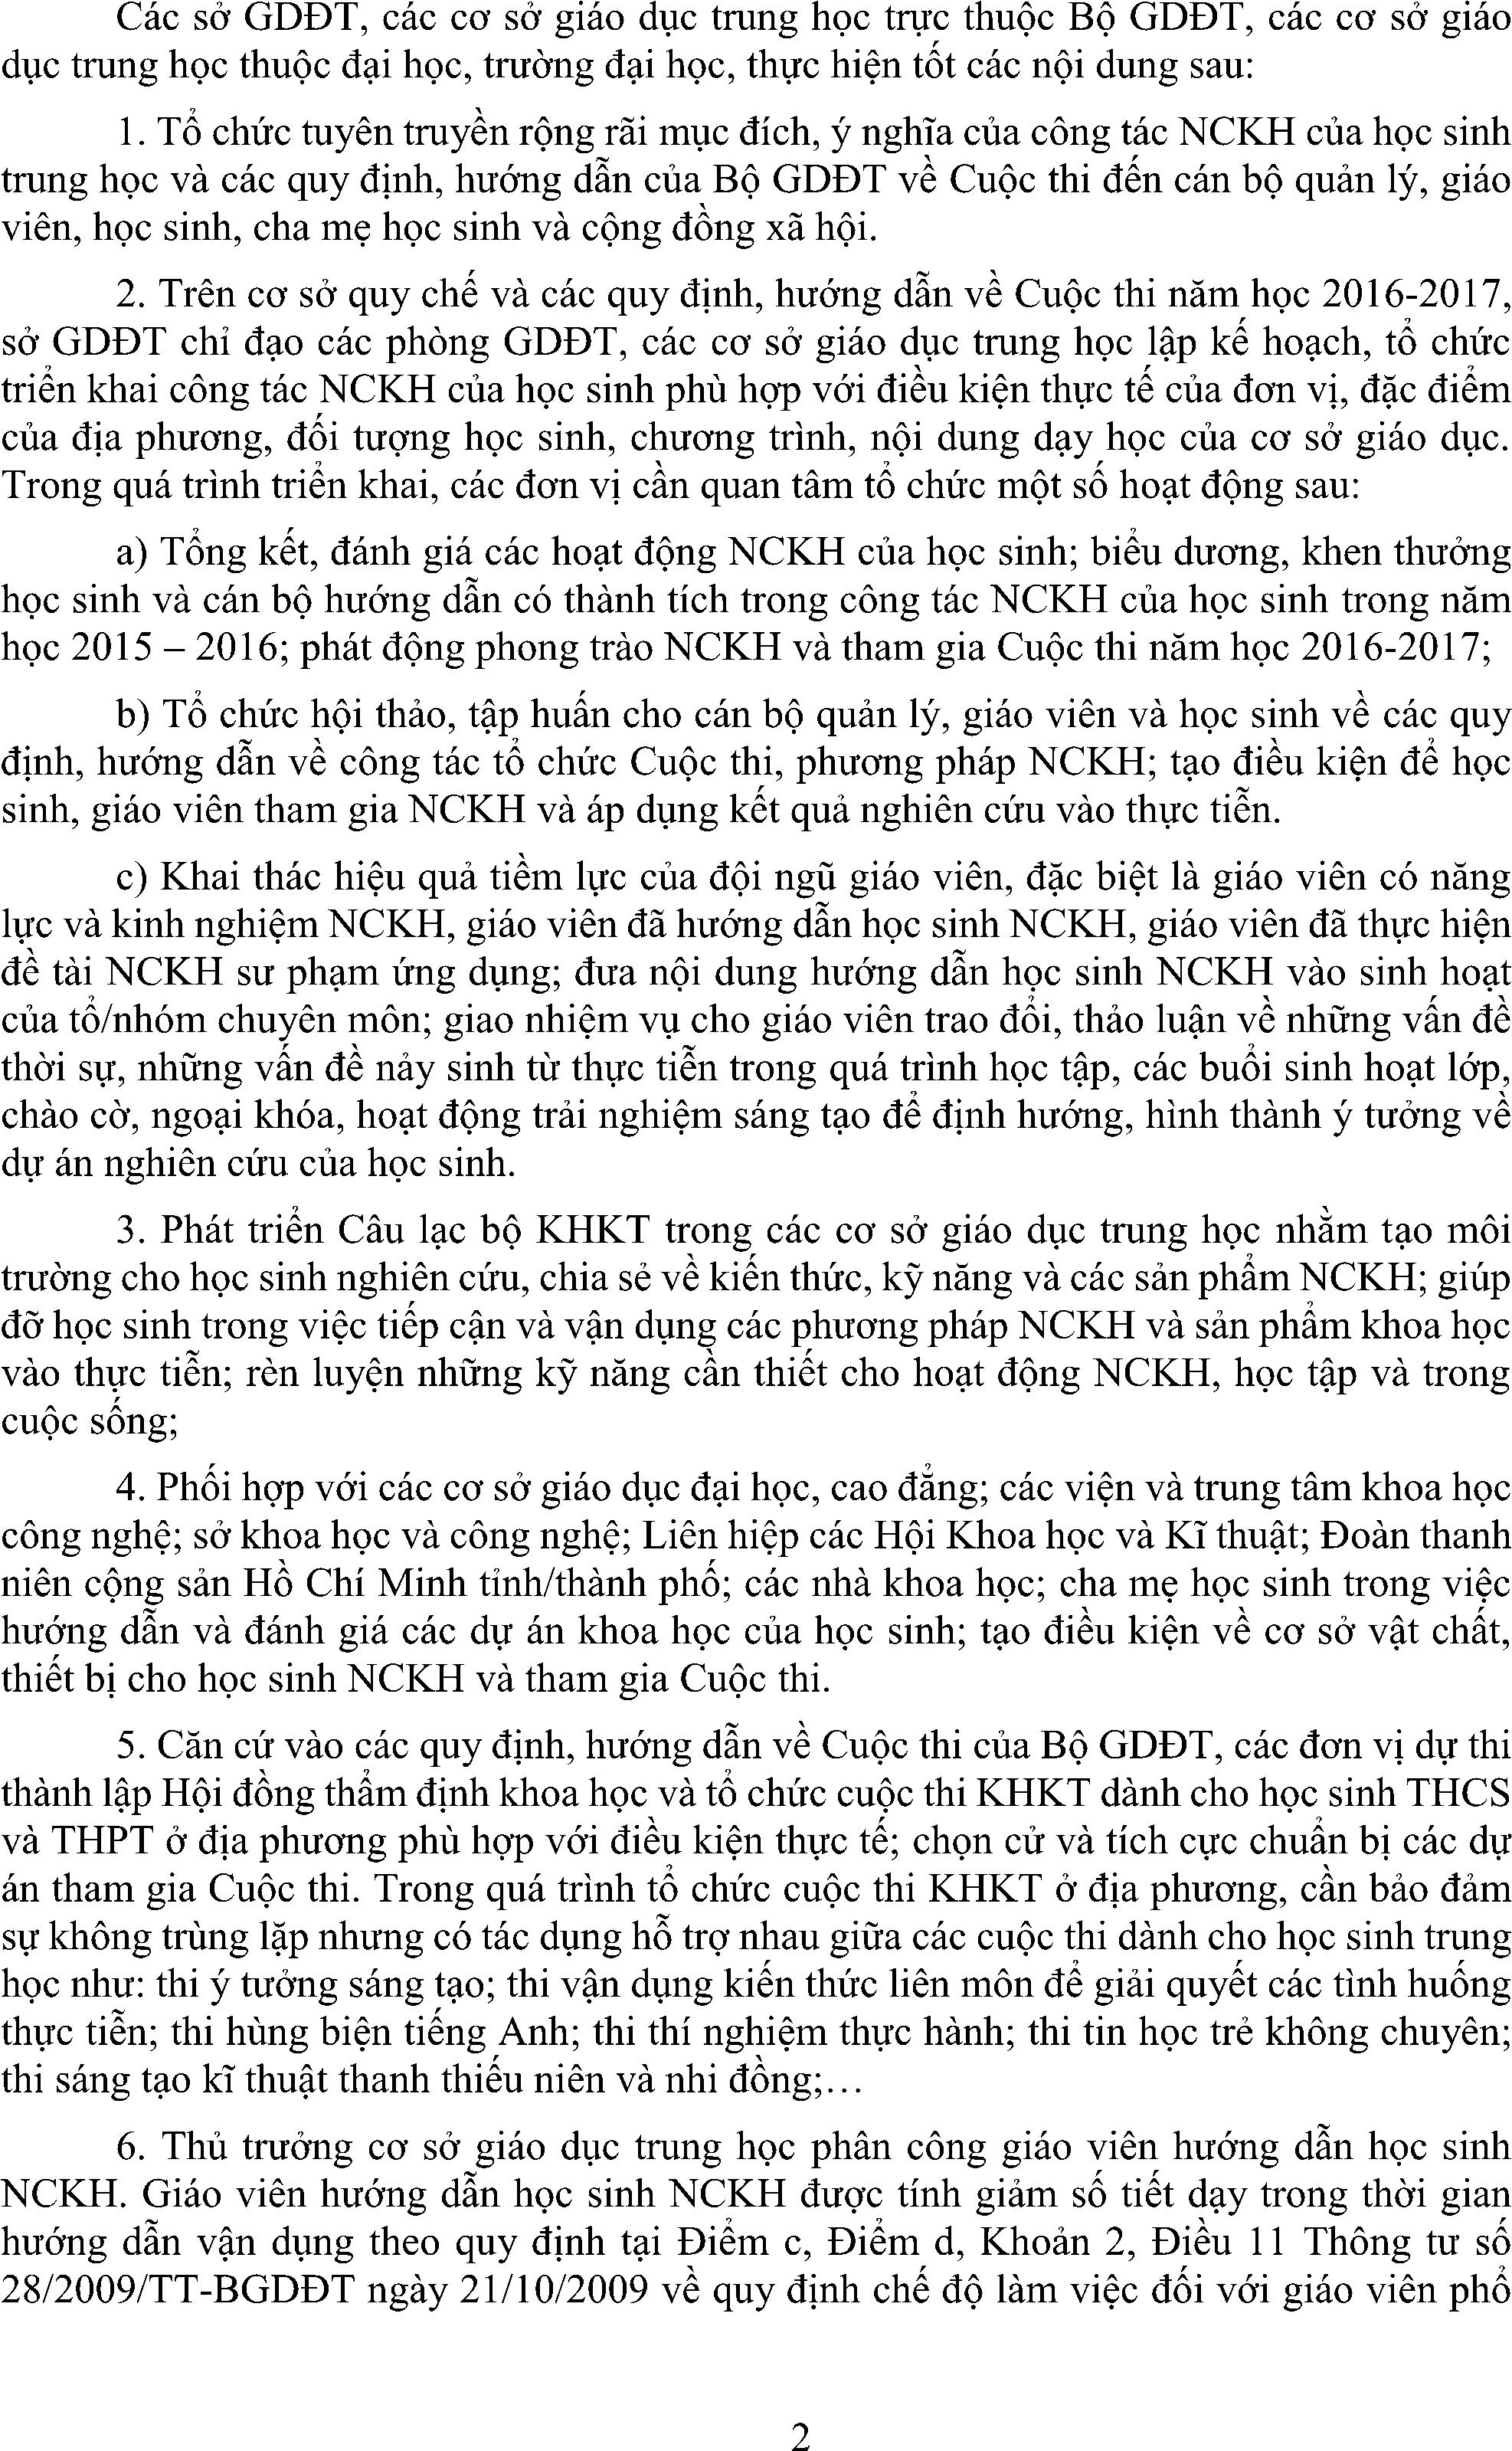 Các sở GDĐT, các cơ sở giáo dục trung học trực thuộc Bộ GDĐT, các cơ sở giáo
dục trung học thuộc đại học, trường đại học, thực hiện tốt các nội dung sau:
1. Tổ chức tuyên truyền rộng rãi mục đích, ý nghĩa của công tác NCKH của học sinh
trung học và các quy định, hướng dẫn của Bộ GDĐT về Cuộc thi đến cán bộ quản lý, giáo
viên, học sinh, cha mẹ học sinh và cộng đồng xã hội.
2. Trên cơ sở quy chế và các quy định, hướng dẫn về Cuộc thi năm học 2016-2017,
sở GDĐT chỉ đạo các phòng GDĐT, các cơ sở giáo dục trung học lập kế hoạch, tổ chức
triển khai công tác NCKH của học sinh phù hợp với điều kiện thực tế của đơn vị, đặc điểm
của địa phương, đối tượng học sinh, chương trình, nội dung dạy học của cơ sở giáo dục.
Trong quá trình triển khai, các đơn vị cần quan tâm tổ chức một số hoạt động sau:
a) Tổng kết, đánh giá các hoạt động NCKH của học sinh; biểu dương, khen thưởng
học sinh và cán bộ hướng dẫn có thành tích trong công tác NCKH của học sinh trong năm
học 2015 – 2016; phát động phong trào NCKH và tham gia Cuộc thi năm học 2016-2017;
b) Tổ chức hội thảo, tập huấn cho cán bộ quản lý, giáo viên và học sinh về các quy
định, hướng dẫn về công tác tổ chức Cuộc thi, phương pháp NCKH; tạo điều kiện để học
sinh, giáo viên tham gia NCKH và áp dụng kết quả nghiên cứu vào thực tiễn.
c) Khai thác hiệu quả tiềm lực của đội ngũ giáo viên, đặc biệt là giáo viên có năng
lực và kinh nghiệm NCKH, giáo viên đã hướng dẫn học sinh NCKH, giáo viên đã thực hiện
đề tài NCKH sư phạm ứng dụng; đưa nội dung hướng dẫn học sinh NCKH vào sinh hoạt
của tổ/nhóm chuyên môn; giao nhiệm vụ cho giáo viên trao đổi, thảo luận về những vấn đề
thời sự, những vấn đề nảy sinh từ thực tiễn trong quá trình học tập, các buổi sinh hoạt lớp,
chào cờ, ngoại khóa, hoạt động trải nghiệm sáng tạo để định hướng, hình thành ý tưởng về
dự án nghiên cứu của học sinh.
3. Phát triển Câu lạc bộ KHKT trong các cơ sở giáo dục trung học nhằm tạo môi
trường cho học sinh nghiên cứu, chia sẻ về kiến thức, kỹ năng và các sản phẩm NCKH; giúp
đỡ học sinh trong việc tiếp cận và vận dụng các phương pháp NCKH và sản phẩm khoa học
vào thực tiễn; rèn luyện những kỹ năng cần thiết cho hoạt động NCKH, học tập và trong
cuộc sống;
4. Phối hợp với các cơ sở giáo dục đại học, cao đẳng; các viện và trung tâm khoa học
công nghệ; sở khoa học và công nghệ; Liên hiệp các Hội Khoa học và Kĩ thuật; Đoàn thanh
niên cộng sản Hồ Chí Minh tỉnh/thành phố; các nhà khoa học; cha mẹ học sinh trong việc
hướng dẫn và đánh giá các dự án khoa học của học sinh; tạo điều kiện về cơ sở vật chất,
thiết bị cho học sinh NCKH và tham gia Cuộc thi.
5. Căn cứ vào các quy định, hướng dẫn về Cuộc thi của Bộ GDĐT, các đơn vị dự thi
thành lập Hội đồng thẩm định khoa học và tổ chức cuộc thi KHKT dành cho học sinh THCS
và THPT ở địa phương phù hợp với điều kiện thực tế; chọn cử và tích cực chuẩn bị các dự
án tham gia Cuộc thi. Trong quá trình tổ chức cuộc thi KHKT ở địa phương, cần bảo đảm
sự không trùng lặp nhưng có tác dụng hỗ trợ nhau giữa các cuộc thi dành cho học sinh trung
học như: thi ý tưởng sáng tạo; thi vận dụng kiến thức liên môn để giải quyết các tình huống
thực tiễn; thi hùng biện tiếng Anh; thi thí nghiệm thực hành; thi tin học trẻ không chuyên;
thi sáng tạo kĩ thuật thanh thiếu niên và nhi đồng;…
6. Thủ trưởng cơ sở giáo dục trung học phân công giáo viên hướng dẫn học sinh
NCKH. Giáo viên hướng dẫn học sinh NCKH được tính giảm số tiết dạy trong thời gian
hướng dẫn vận dụng theo quy định tại Điểm c, Điểm d, Khoản 2, Điều 11 Thông tư số
28/2009/TT-BGDĐT ngày 21/10/2009 về quy định chế độ làm việc đối với giáo viên phổ
2